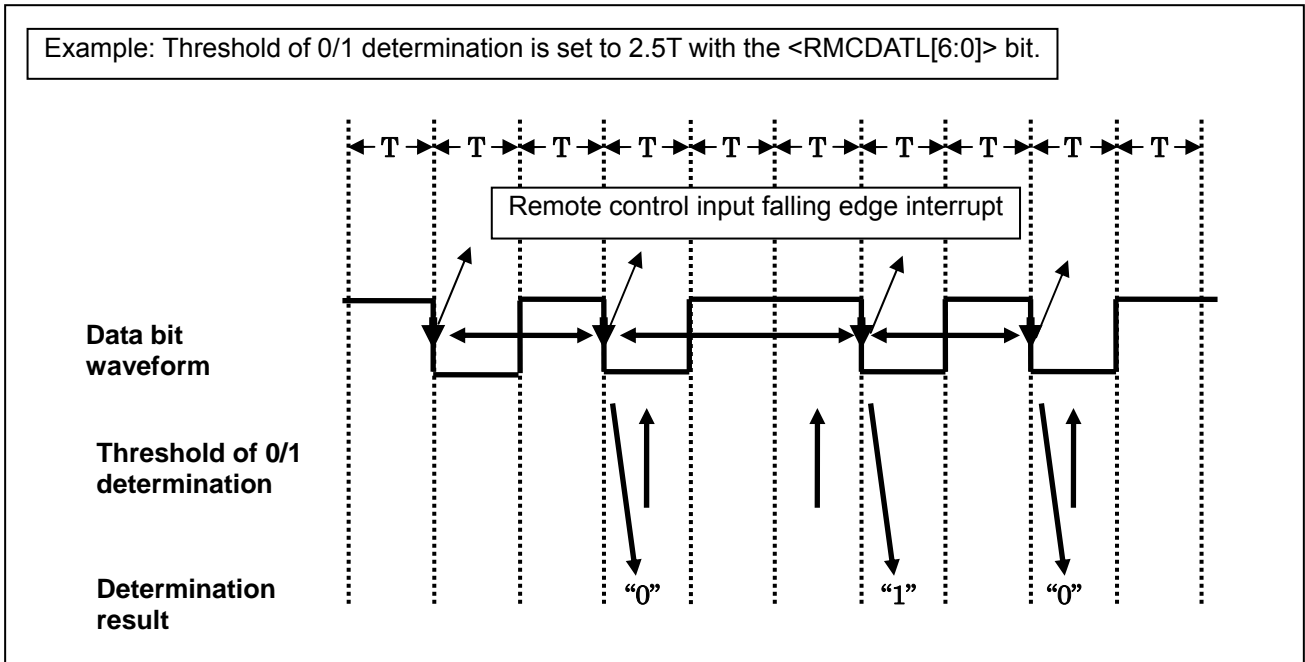 Example: Threshold of 0/1 determination is set to 2.5T with the <RMCDATL[6:0]> bit.
T T T T T T T T T T
Remote control input falling edge interrupt
Data bit
waveform
Threshold of 0/1
determination
Determination
result
“0” “1” “0”